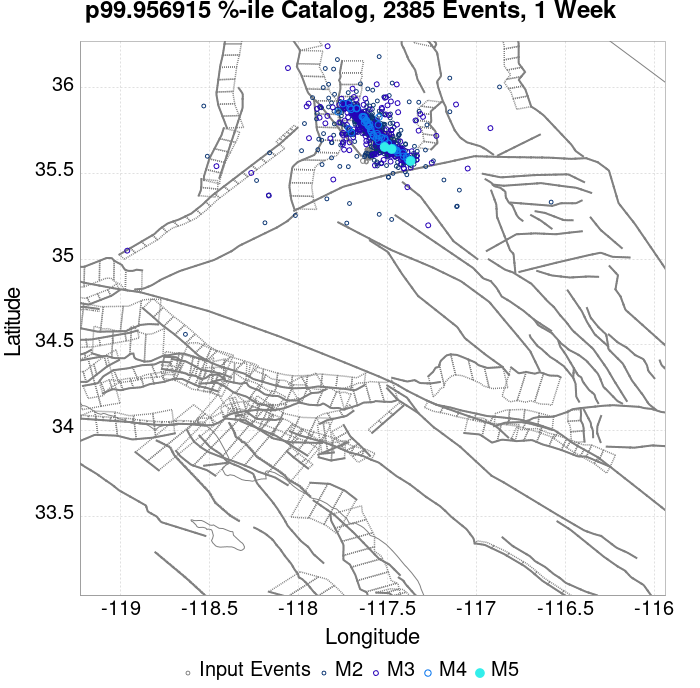 p99.956915 %-ile Catalog, 2385 Events, 1 Week
36
35.5
35
34.5
34
33.5
Latitude
-119 -118.5 -118 -117.5 -117 -116.5 -116
Longitude
Input Events M2 M3 M4 M5